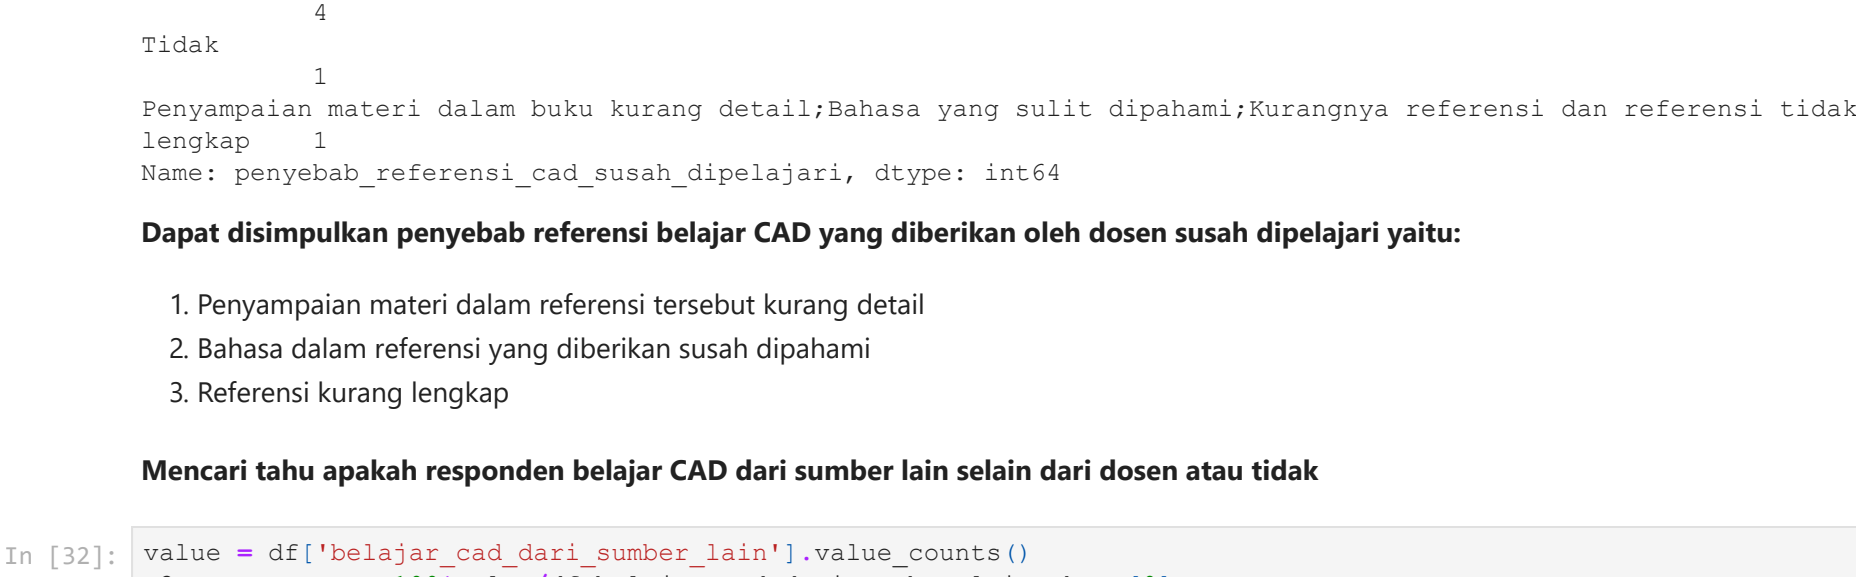 4
Tidak
1
Penyampaian materi dalam buku kurang detail;Bahasa yang sulit dipahami;Kurangnya referensi dan referensi tidak
lengkap    1
Name: penyebab_referensi_cad_susah_dipelajari, dtype: int64
Dapat disimpulkan penyebab referensi belajar CAD yang diberikan oleh dosen susah dipelajari yaitu:
1. Penyampaian materi dalam referensi tersebut kurang detail
2. Bahasa dalam referensi yang diberikan susah dipahami
3. Referensi kurang lengkap
Mencari tahu apakah responden belajar CAD dari sumber lain selain dari dosen atau tidak
In [32]: value = df['belajar_cad_dari_sumber_lain'].value_counts()